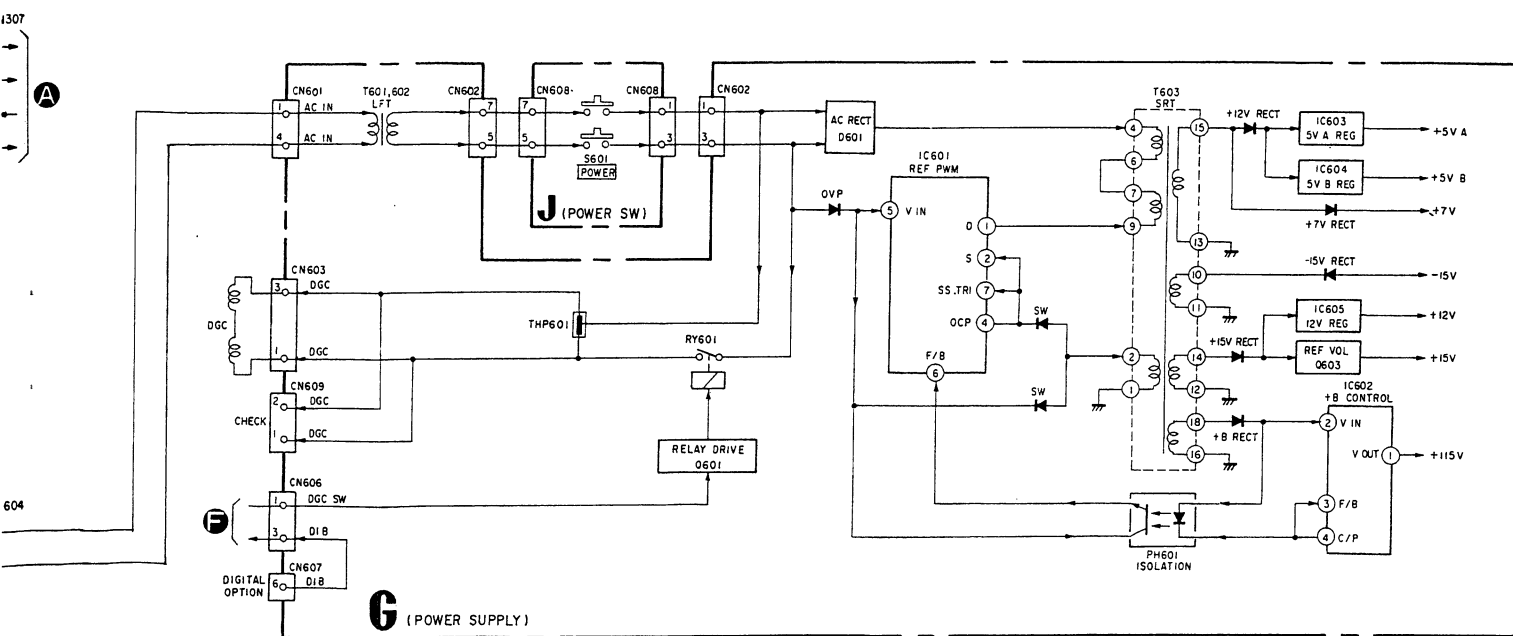 307
A
CN601
T601,602
LFT
CN602
CN608
CN608
CN602
1
AC IN
4
AC IN
7
5
7
5
1
3
1
3
S601
POWER
J (POWER SW)
AC RECT
D601
T603
SRT
+12V RECT
IC603
5V A REG
+5V A
IC604
5V B REG
+5V B
+7V
+7V RECT
4
6
7
9
15
13
10
11
2
1
14
12
18
16
-15V RECT
-15V
IC605
12V REG
+12V
+15V RECT
REF VOL
Q603
+15V
IC601
REF PWM
OVP
5
V IN
D
1
S
2
SS.TRI
7
OCP
4
F/B
6
SW
SW
CN603
3
DGC
DGC
1
DGC
THP601
RY601
CN609
CHECK
2
DGC
1
DGC
RELAY DRIVE
Q601
IC602
+B CONTROL
2
V IN
V OUT
1
+115V
3
F/B
4
C/P
+B RECT
PH601
ISOLATION
604
F
CN606
1
DGC SW
3
DIB
CN607
DIGITAL
OPTION
6
DIB
G (POWER SUPPLY)